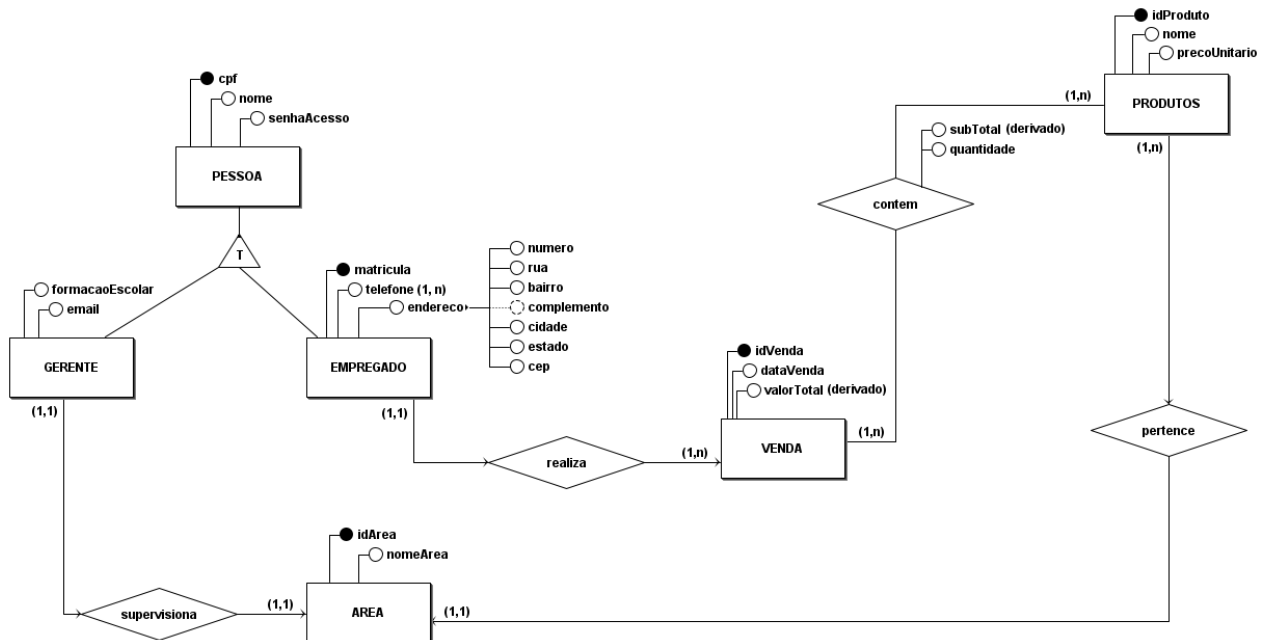 idProduto
nome
precoUnitario
PRODUTOS
(1,n)
(1,n)
cpf
nome
senhaAcesso
PESSOA
T
subTotal (derivado)
quantidade
contem
formacaoEscolar
email
GERENTE
(1,1)
matricula
telefone (1, n)
endereco
numero
rua
bairro
complemento
cidade
estado
cep
EMPREGADO
(1,1)
realiza
(1,n)
idVenda
dataVenda
valorTotal (derivado)
VENDA
(1,n)
pertence
supervisiona
(1,1)
idArea
nomeArea
AREA
(1,1)